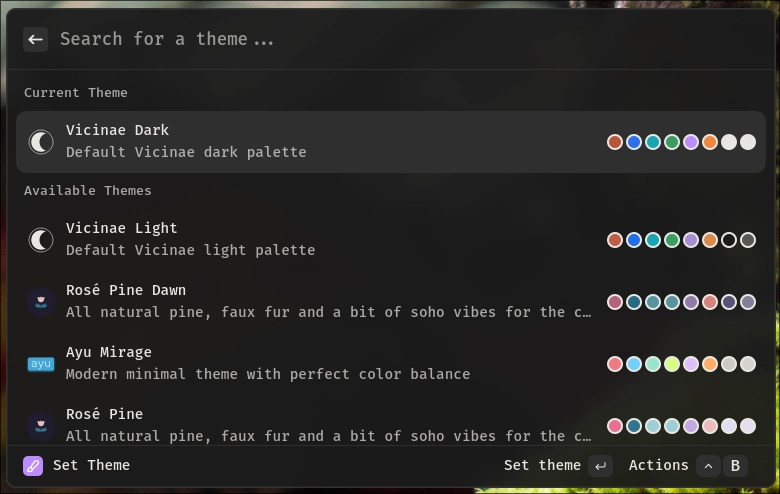 Search for a theme...
Current Theme
Vicinae Dark
Default Vicinae dark palette
Available Themes
Vicinae Light
Default Vicinae light palette
Rosé Pine Dawn
All natural pine, faux fur and a bit of soho vibes for the c…
ayu
Ayu Mirage
Modern minimal theme with perfect color balance
Rosé Pine
All natural pine, faux fur and a bit of soho vibes for the c…
Set Theme
Set theme
Actions
B